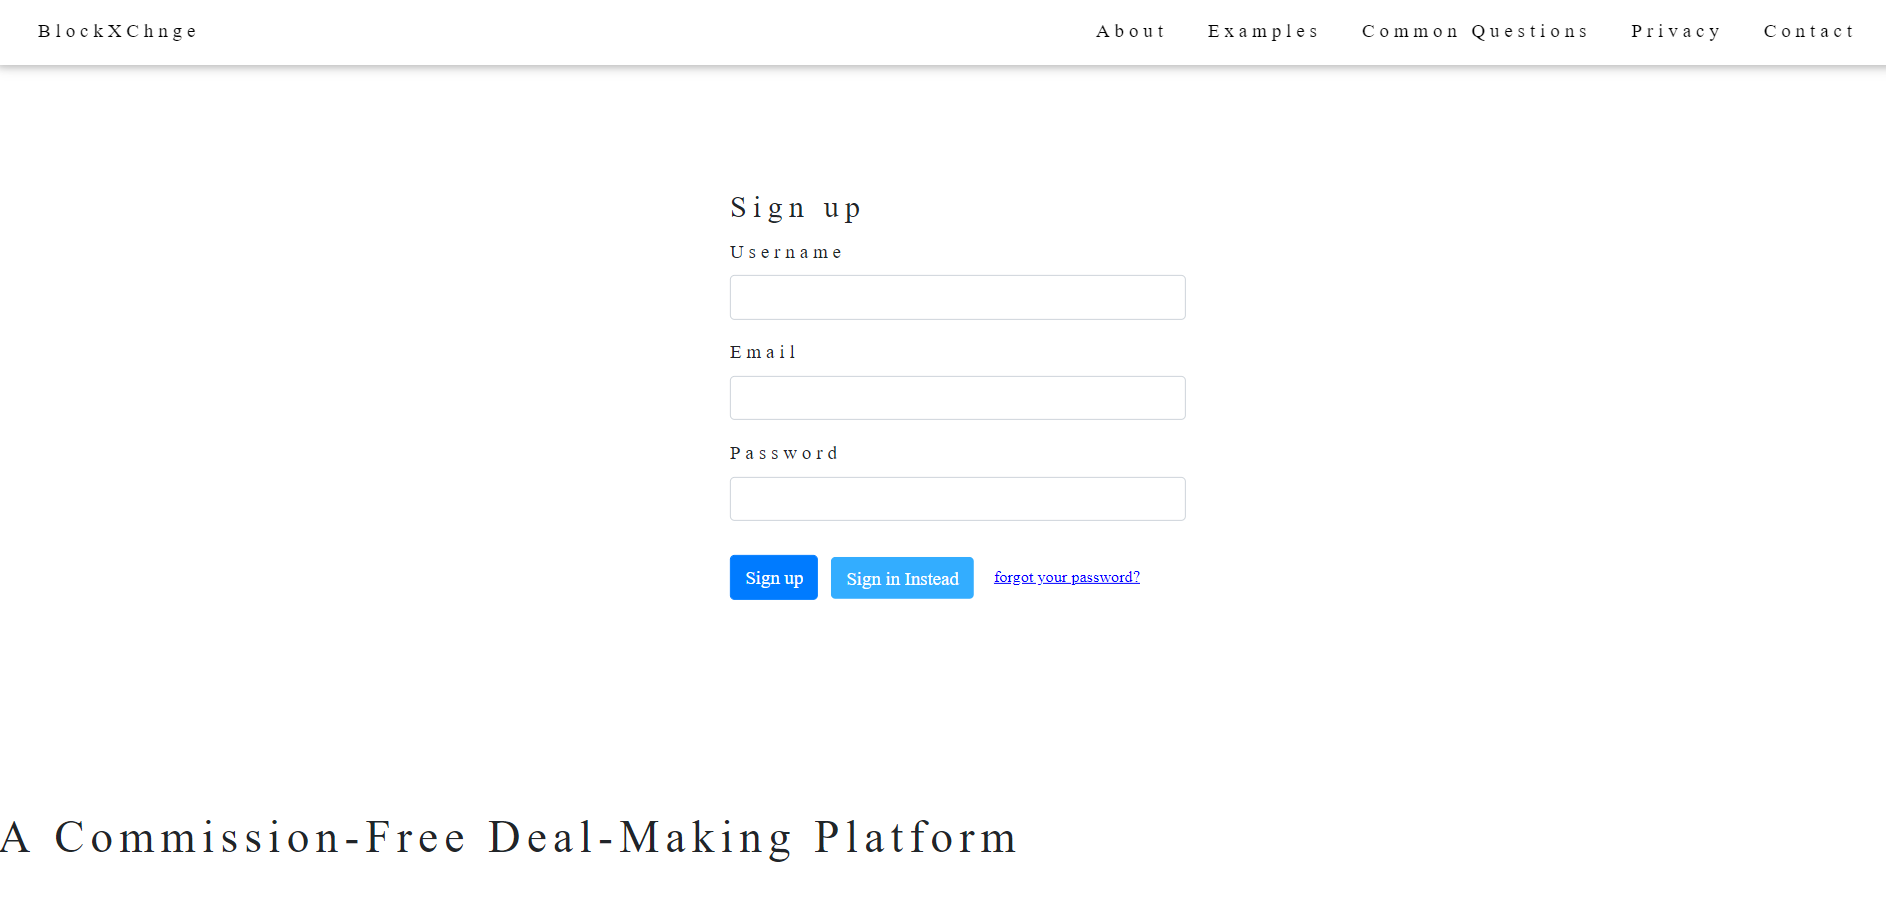 BlockXChnge About Examples Common Questions Privacy Contact
Sign up
Username
Email
Password
Sign up Sign in Instead forgot your password?
A Commission-Free Deal-Making Platform